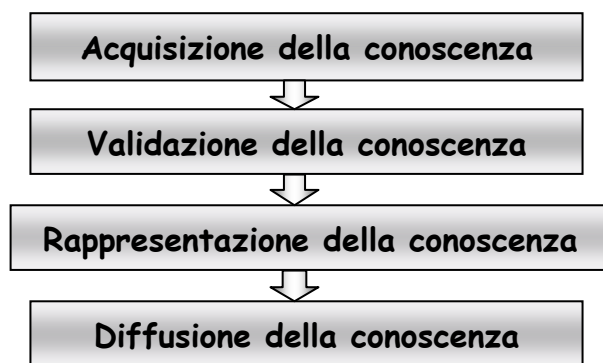 Acquisizione della conoscenza
Validazione della conoscenza
Rappresentazione della conoscenza
Diffusione della conoscenza